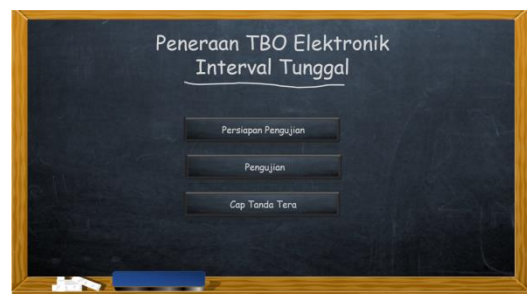 Peneraan TBO Elektronik
Interval Tunggal
Persiapan Pengujian
Pengujian
Cap Tanda Tera